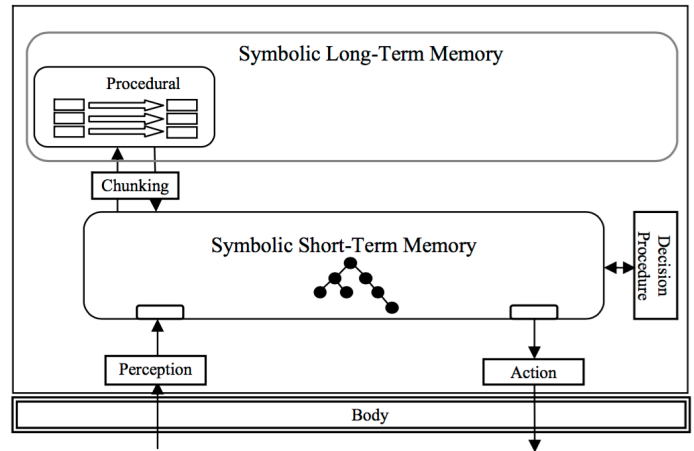 Symbolic Long-Term Memory
Procedural
Chunking
Symbolic Short-Term Memory
Decision
Procedure
Perception
Action
Body